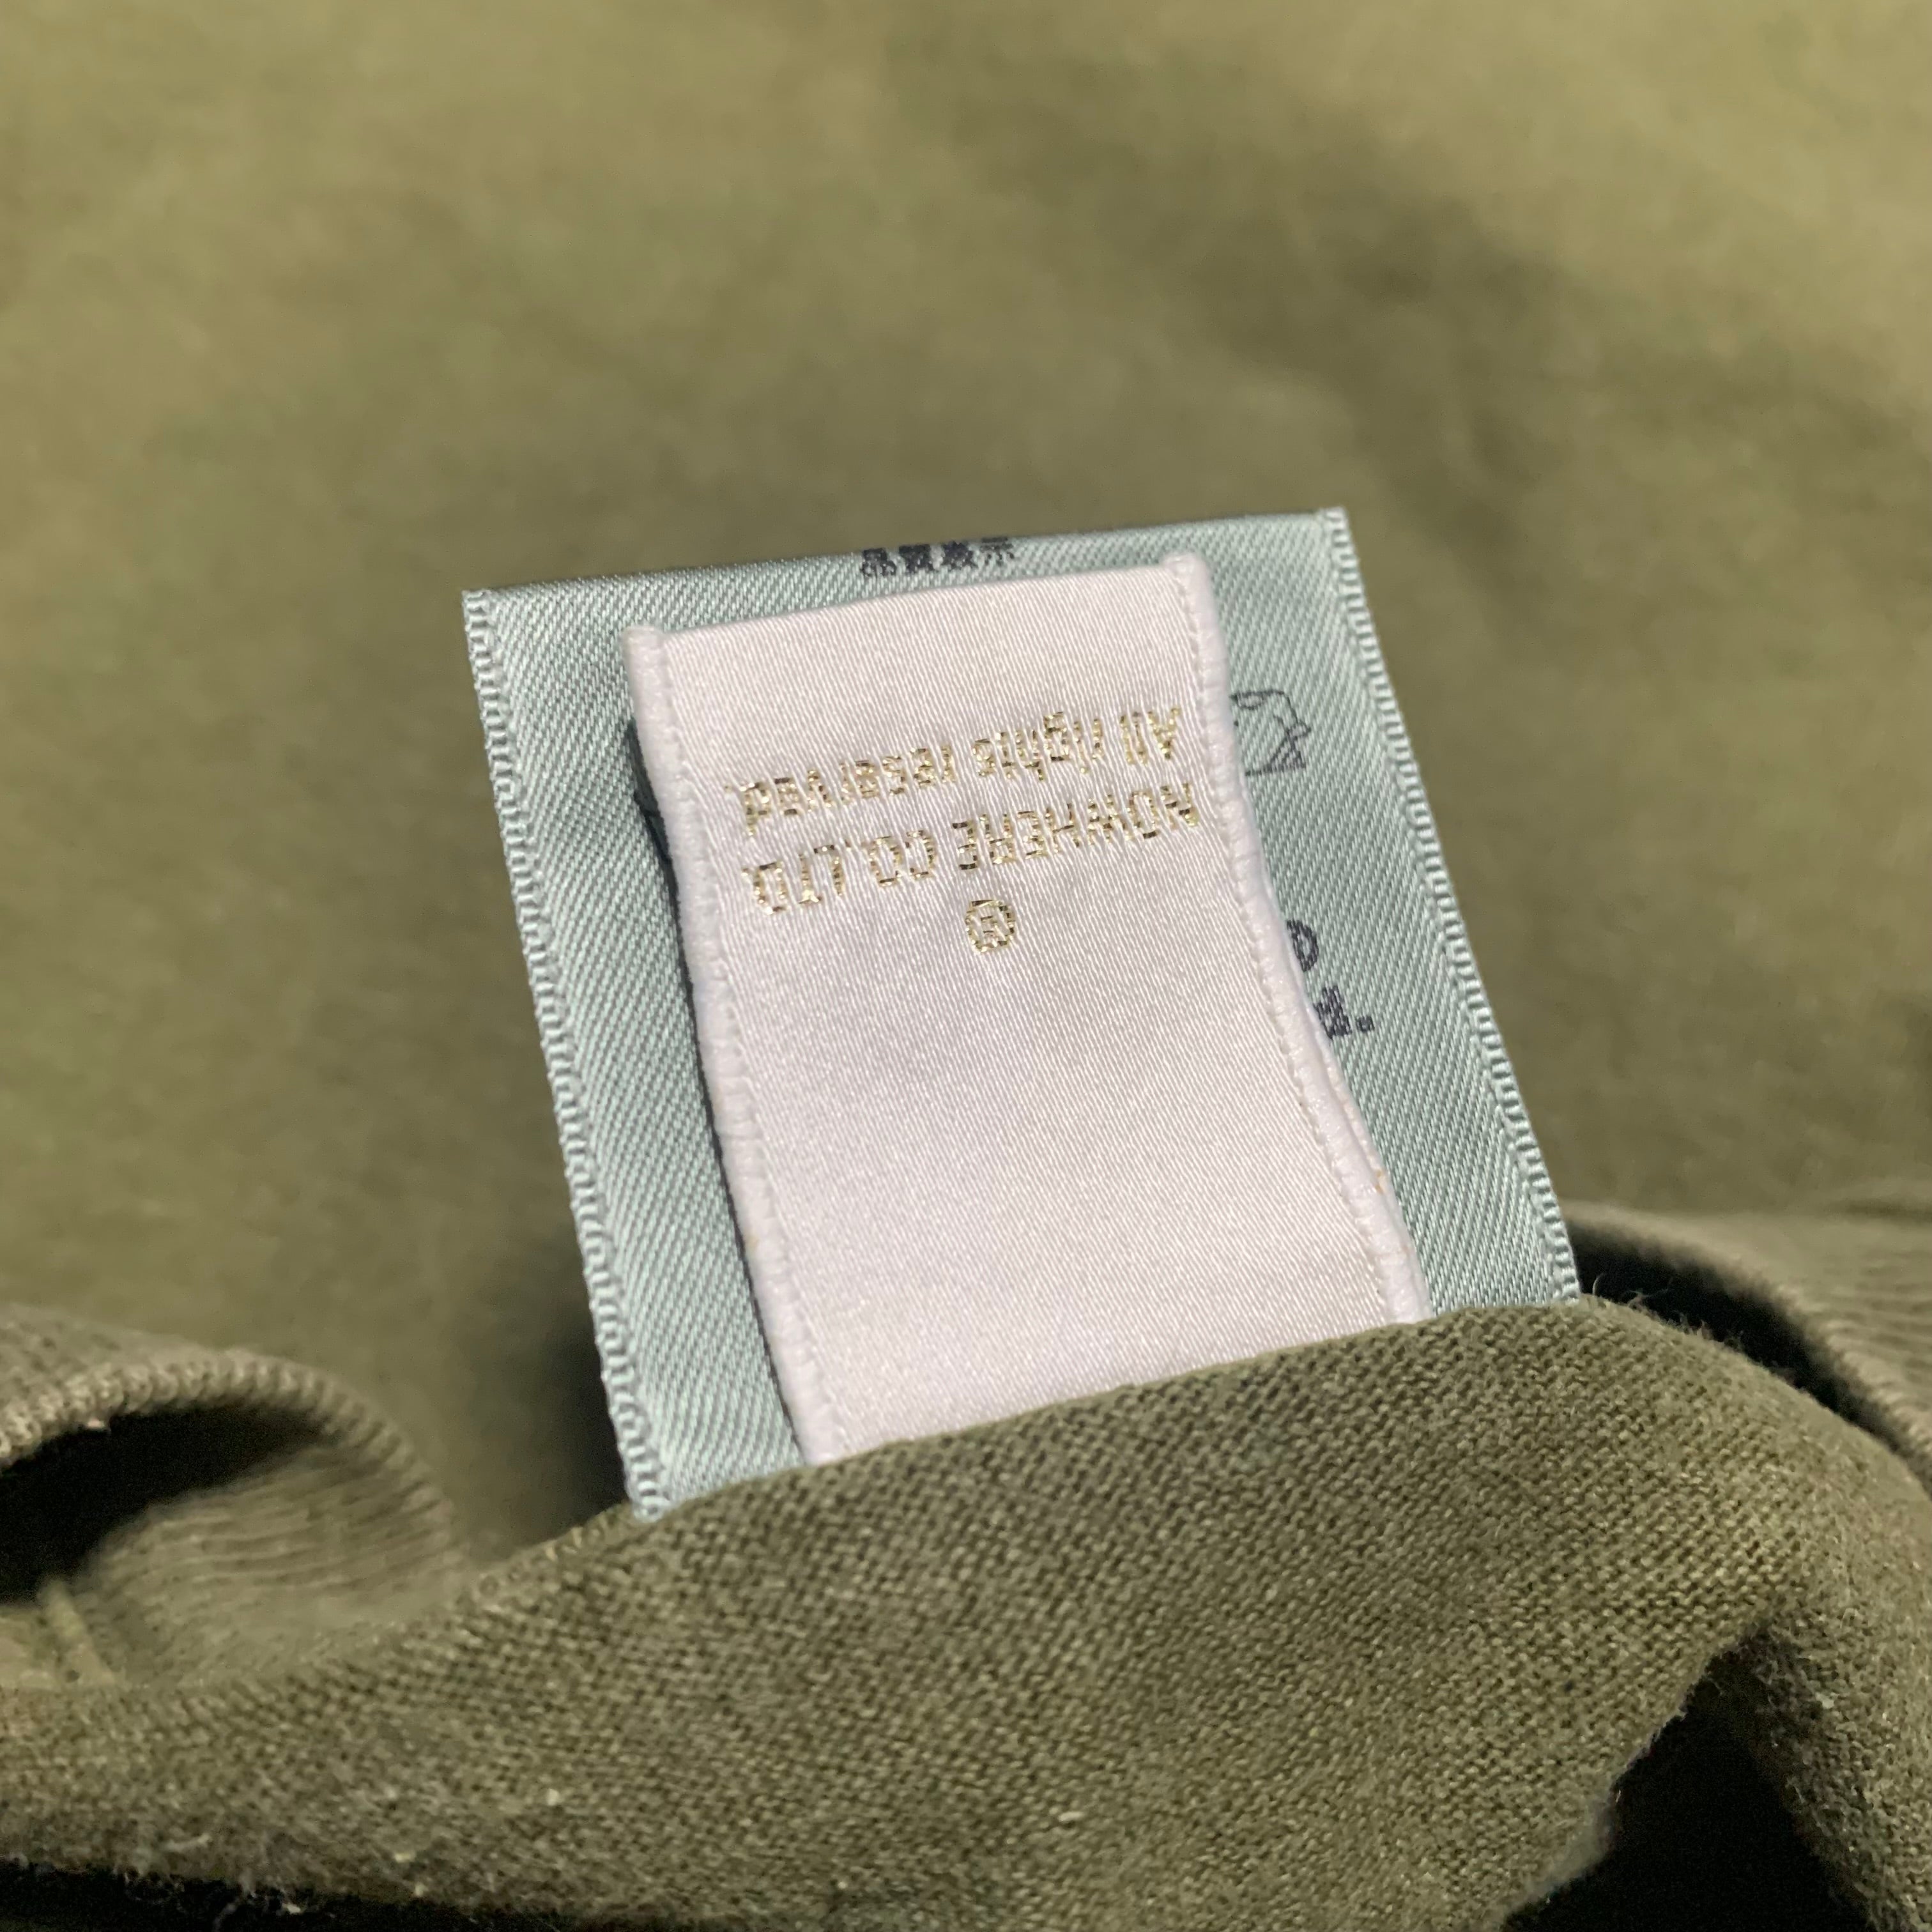 品質表示
®
NOWHERE CO.,LTD.
All rights reserved.